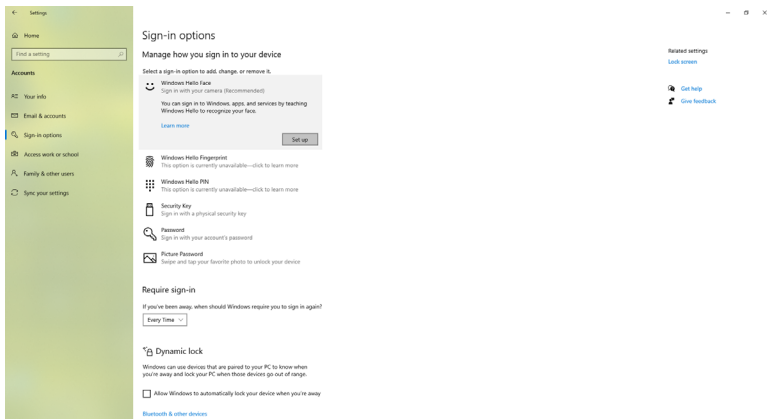 Settings
Home
Find a setting
Accounts
Your info
Email & accounts
Sign-in options
Access work or school
Family & other users
Sync your settings
Sign-in options
Manage how you sign in to your device
Select a sign-in option to add, change, or remove it.
Windows Hello Face
Sign in with your camera (Recommended)
You can sign in to Windows, apps, and services by teaching
Windows Hello to recognize your face.
Learn more
Set up
Windows Hello Fingerprint
This option is currently unavailable—click to learn more
Windows Hello PIN
This option is currently unavailable—click to learn more
Security Key
Sign in with a physical security key
Password
Sign in with your account's password
Picture Password
Swipe and tap your favorite photo to unlock your device
Require sign-in
If you've been away, when should Windows require you to sign in again?
Every Time
Dynamic lock
Windows can use devices that are paired to your PC to know when
you're away and lock your PC when those devices go out of range.
Allow Windows to automatically lock your device when you're away
Bluetooth & other devices
Related settings
Lock screen
Get help
Give feedback